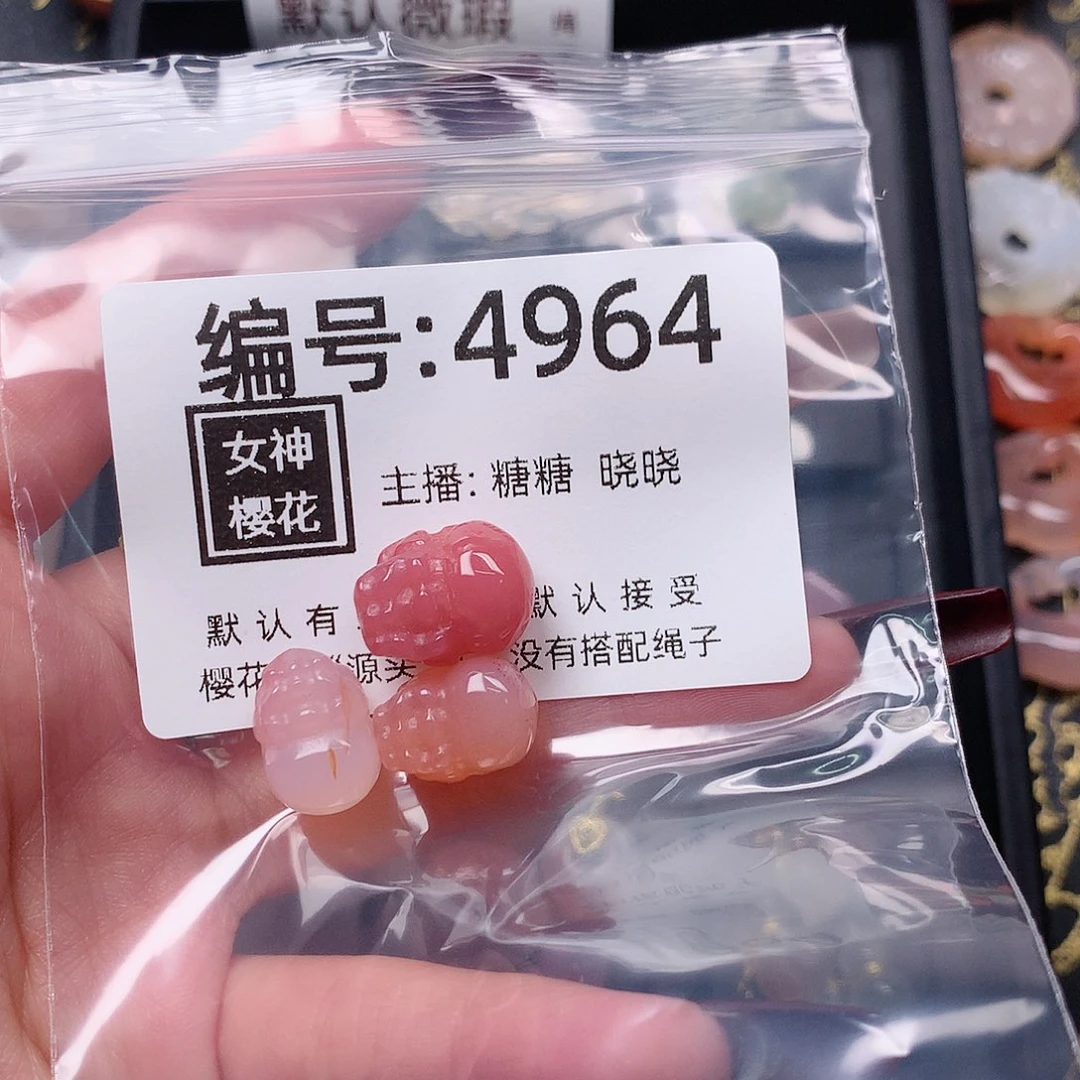 默认微瑕
编号:4964
女神
樱花
主播: 糖糖 晓晓
默认有
默认接受
樱花
源头
没有搭配绳子